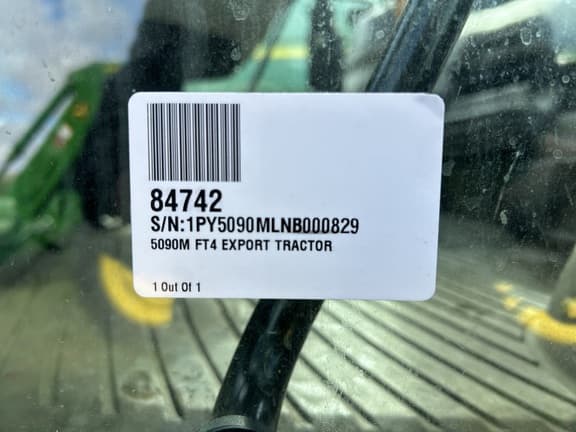 84742
S/N:1PY5090MLNB000829
5090M FT4 EXPORT TRACTOR
1 Out Of 1